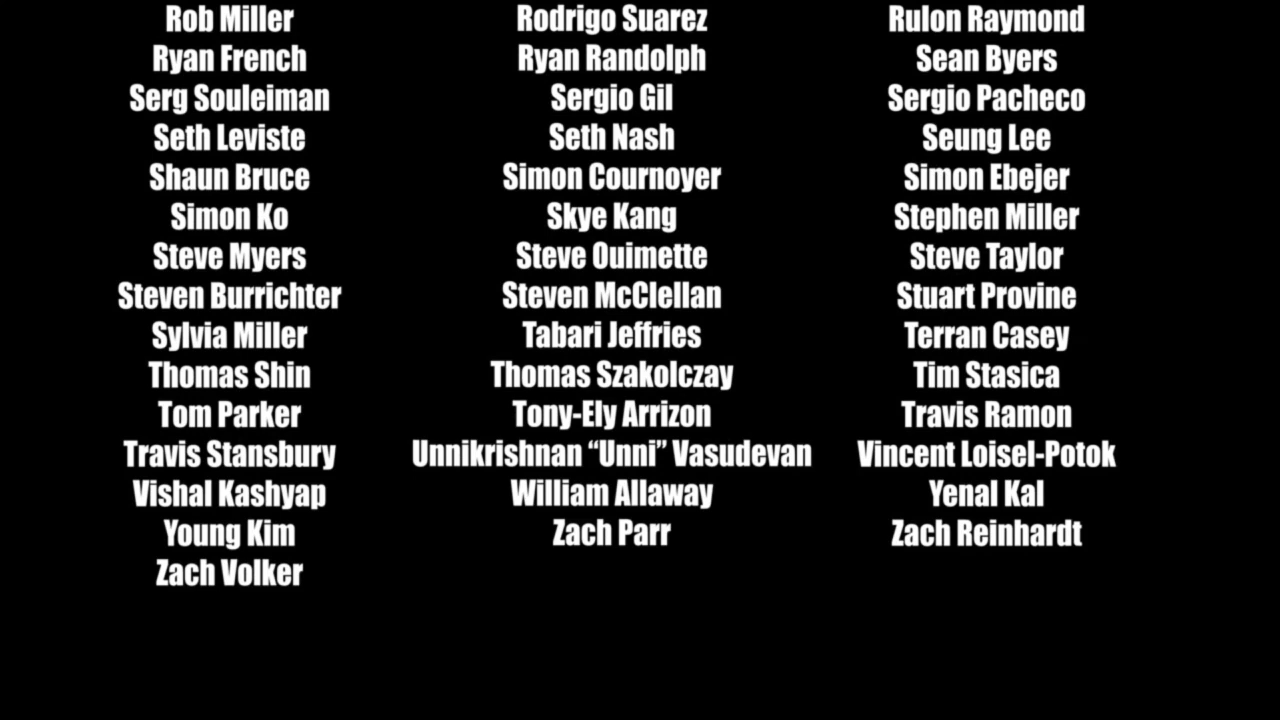 Rob Miller Rodrigo Suarez Rulon Raymond
Ryan French Ryan Randolph Sean Byers
Serg Souleiman Sergio Gil Sergio Pacheco
Seth Leviste Seth Nash Seung Lee
Shaun Bruce Simon Cournoyer Simon Ebejer
Simon Ko Skye Kang Stephen Miller
Steve Myers Steve Ouimette Steve Taylor
Steven Burrichter Steven McClellan Stuart Provine
Sylvia Miller Tabari Jeffries Terran Casey
Thomas Shin Thomas Szakolczay Tim Stasica
Tom Parker Tony-Ely Arrizon Travis Ramon
Travis Stansbury Unnikrishnan “Unni” Vasudevan Vincent Loisel-Potok
Vishal Kashyap William Allaway Yenal Kal
Young Kim Zach Parr Zach Reinhardt
Zach Volker